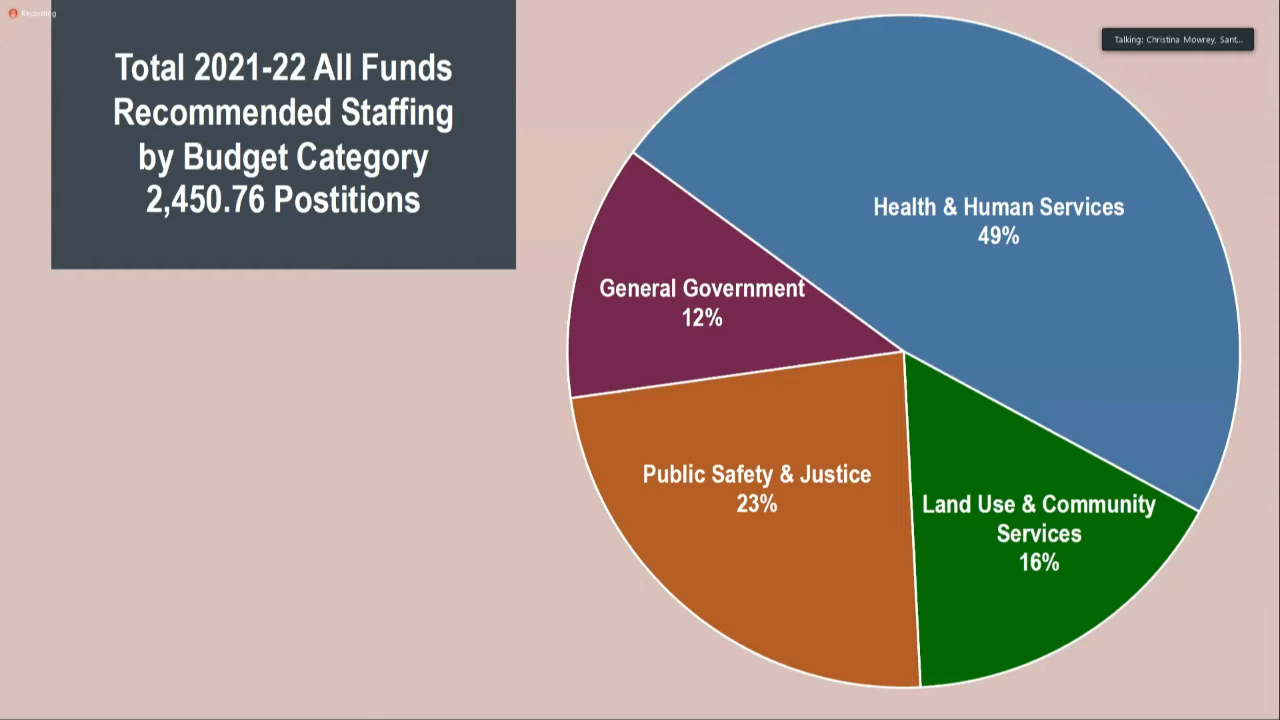 Recording
Total 2021-22 All Funds
Recommended Staffing
by Budget Category
2,450.76 Postitions
Talking: Christina Mowrey, Sant...
Health & Human Services
49%
General Government
12%
Public Safety & Justice
23%
Land Use & Community
Services
16%